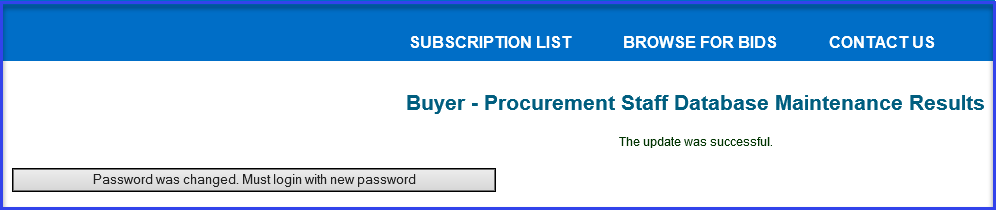 SUBSCRIPTION LIST BROWSE FOR BIDS CONTACT US
Buyer - Procurement Staff Database Maintenance Results
The update was successful.
Password was changed. Must login with new password